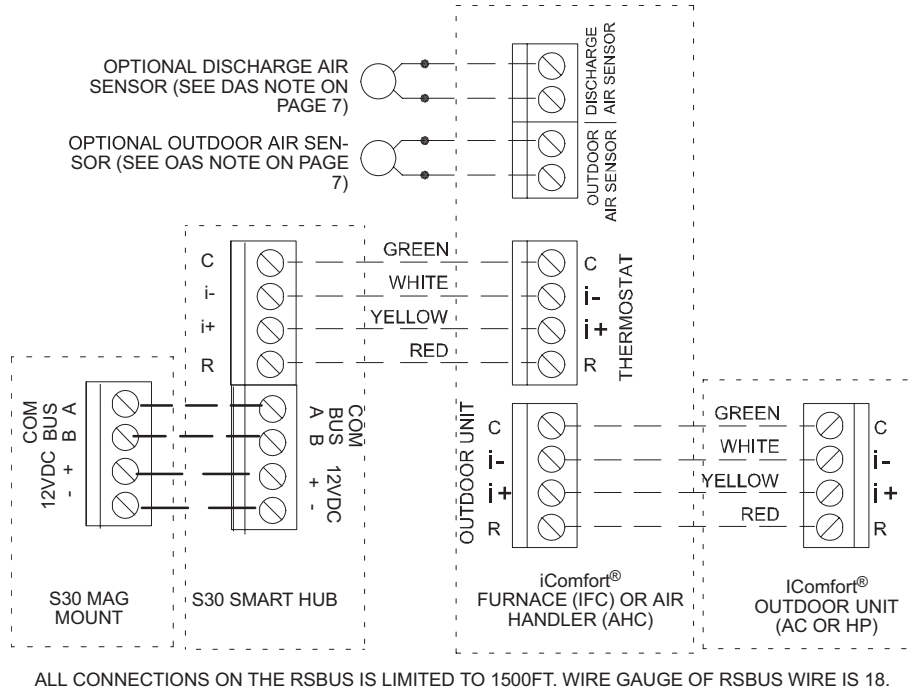 OPTIONAL DISCHARGE AIR
SENSOR (SEE DAS NOTE ON
PAGE 7)
OPTIONAL OUTDOOR AIR SEN-
SOR (SEE OAS NOTE ON PAGE
7)
DISCHARGE
AIR SENSOR
OUTDOOR
AIR SENSOR
C
i-
i+
R
GREEN
WHITE
YELLOW
RED
C
i-
i+
R
THERMOSTAT
COM
BUS
A
B
12VDC
+
-
COM
BUS
A
B
12VDC
+
-
OUTDOOR UNIT
C
i-
i+
R
GREEN
WHITE
YELLOW
RED
C
i-
i+
R
S30 MAG
MOUNT
S30 SMART HUB
iComfort®
FURNACE (IFC) OR AIR
HANDLER (AHC)
IComfort®
OUTDOOR UNIT
(AC OR HP)
ALL CONNECTIONS ON THE RSBUS IS LIMITED TO 1500FT. WIRE GAUGE OF RSBUS WIRE IS 18.